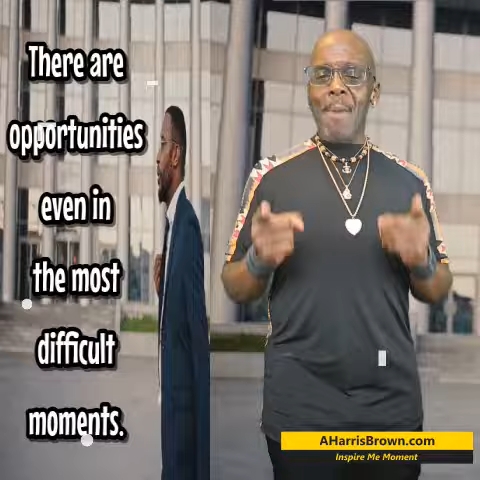 There are
opportunities
even in
the most
difficult
moments.
AHarrisBrown.com
Inspire Me Moment